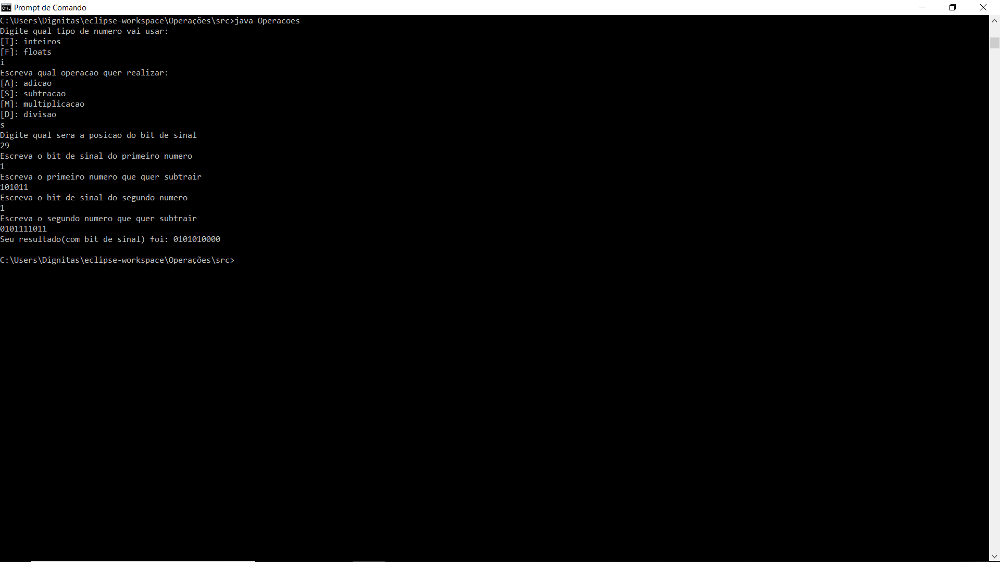 Prompt de Comando
C:\Users\Dignitas\eclipse-workspace\Operações\src>java Operacoes
Digite qual tipo de numero vai usar:
[I]: inteiros
[F]: floats
i
Escreva qual operacao quer realizar:
[A]: adicao
[S]: subtracao
[M]: multiplicacao
[D]: divisao
s
Digite qual sera a posicao do bit de sinal
29
Escreva o bit de sinal do primeiro numero
1
Escreva o primeiro numero que quer subtrair
101011
Escreva o bit de sinal do segundo numero
1
Escreva o segundo numero que quer subtrair
0101111011
Seu resultado(com bit de sinal) foi: 0101010000
C:\Users\Dignitas\eclipse-workspace\Operações\src>